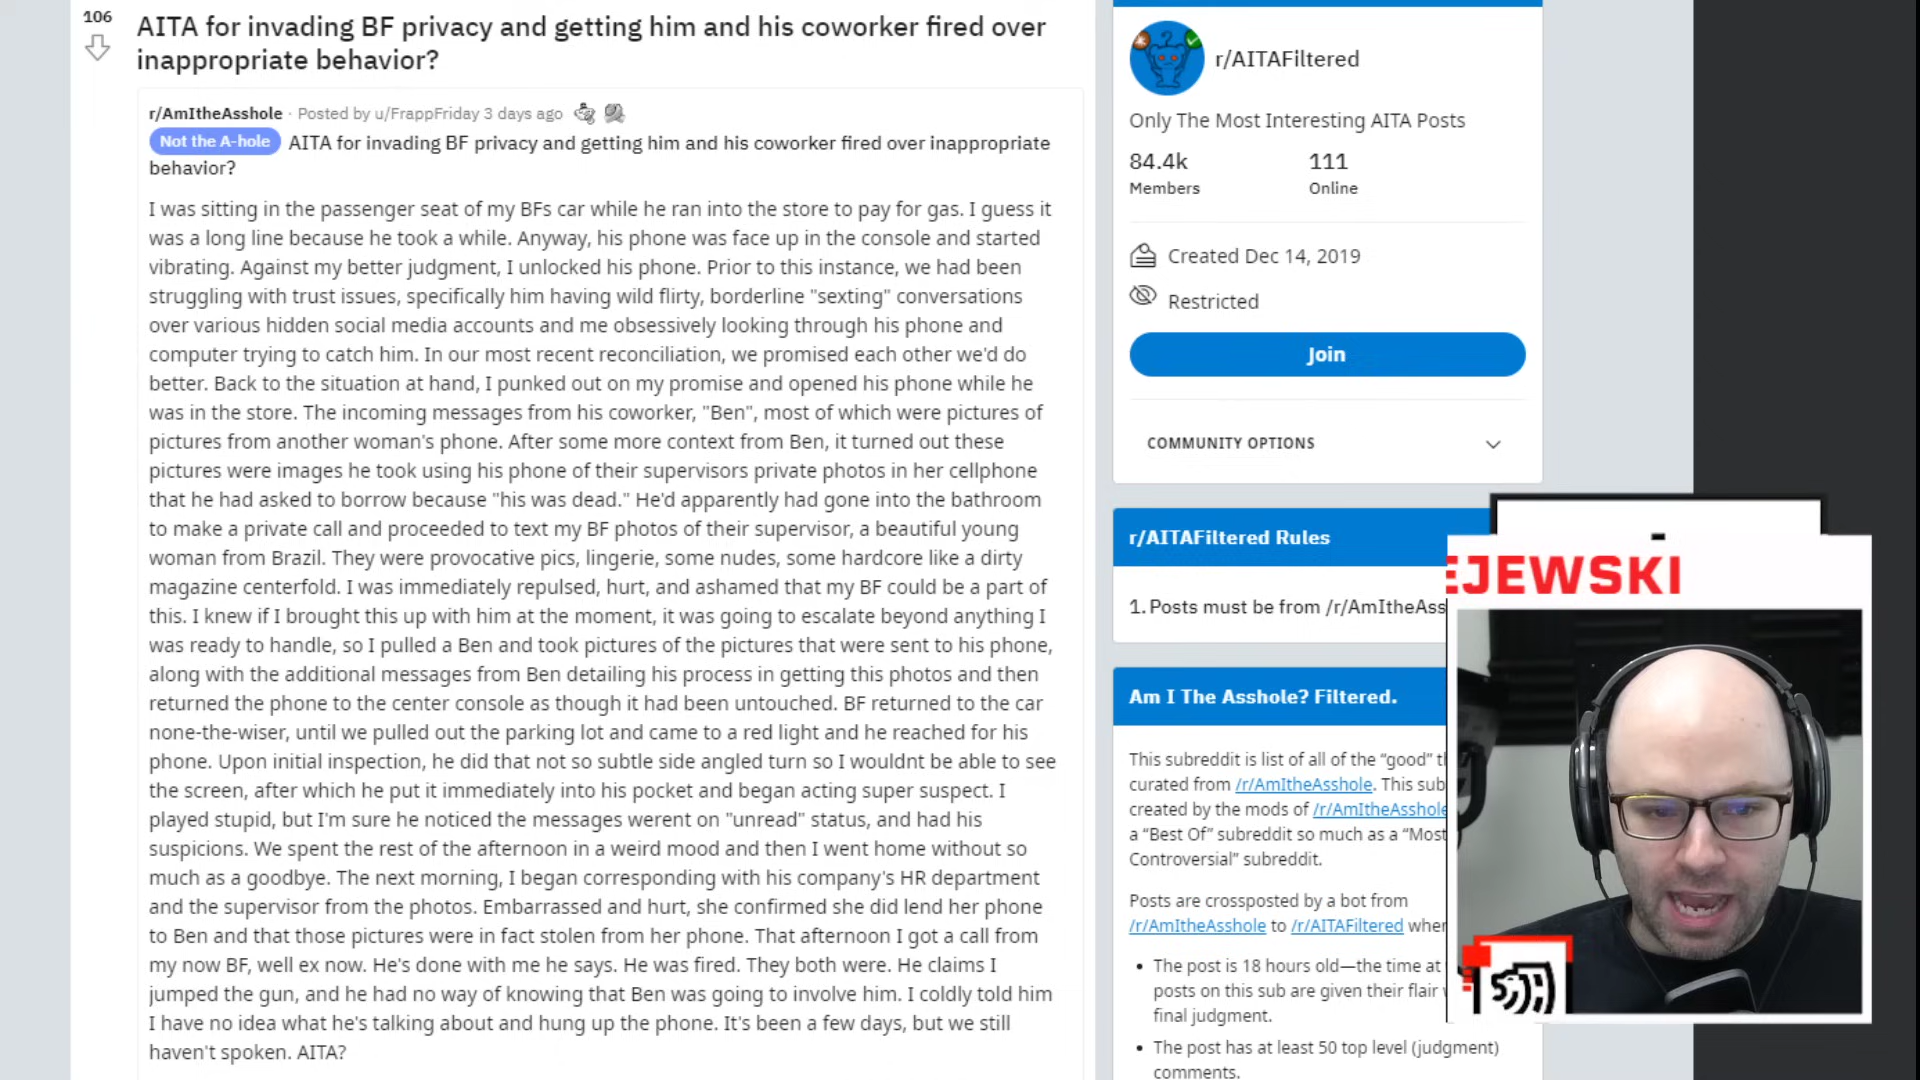 106
AITA for invading BF privacy and getting him and his coworker fired over
inappropriate behavior?
r/AmItheAsshole · Posted by u/FrappFriday 3 days ago
Not the A-hole AITA for invading BF privacy and getting him and his coworker fired over inappropriate
behavior?
I was sitting in the passenger seat of my BFs car while he ran into the store to pay for gas. I guess it
was a long line because he took a while. Anyway, his phone was face up in the console and started
vibrating. Against my better judgment, I unlocked his phone. Prior to this instance, we had been
struggling with trust issues, specifically him having wild flirty, borderline "sexting" conversations
over various hidden social media accounts and me obsessively looking through his phone and
computer trying to catch him. In our most recent reconciliation, we promised each other we'd do
better. Back to the situation at hand, I punked out on my promise and opened his phone while he
was in the store. The incoming messages from his coworker, "Ben", most of which were pictures of
pictures from another woman's phone. After some more context from Ben, it turned out these
pictures were images he took using his phone of their supervisors private photos in her cellphone
that he had asked to borrow because "his was dead." He'd apparently had gone into the bathroom
to make a private call and proceeded to text my BF photos of their supervisor, a beautiful young
woman from Brazil. They were provocative pics, lingerie, some nudes, some hardcore like a dirty
magazine centerfold. I was immediately repulsed, hurt, and ashamed that my BF could be a part of
this. I knew if I brought this up with him at the moment, it was going to escalate beyond anything I
was ready to handle, so I pulled a Ben and took pictures of the pictures that were sent to his phone,
along with the additional messages from Ben detailing his process in getting this photos and then
returned the phone to the center console as though it had been untouched. BF returned to the car
none-the-wiser, until we pulled out the parking lot and came to a red light and he reached for his
phone. Upon initial inspection, he did that not so subtle side angled turn so I wouldnt be able to see
the screen, after which he put it immediately into his pocket and began acting super suspect. I
played stupid, but I'm sure he noticed the messages werent on "unread" status, and had his
suspicions. We spent the rest of the afternoon in a weird mood and then I went home without so
much as a goodbye. The next morning, I began corresponding with his company's HR department
and the supervisor from the photos. Embarrassed and hurt, she confirmed she did lend her phone
to Ben and that those pictures were in fact stolen from her phone. That afternoon I got a call from
my now BF, well ex now. He's done with me he says. He was fired. They both were. He claims I
jumped the gun, and he had no way of knowing that Ben was going to involve him. I coldly told him
I have no idea what he's talking about and hung up the phone. It's been a few days, but we still
haven't spoken. AITA?
r/AITAFiltered
Only The Most Interesting AITA Posts
84.4k 111
Members Online
Created Dec 14, 2019
Restricted
Join
COMMUNITY OPTIONS
r/AITAFiltered Rules
1. Posts must be from /r/AmItheAss
Am I The Asshole? Filtered.
This subreddit is list of all of the “good” th
curated from /r/AmItheAsshole. This sub
created by the mods of /r/AmItheAsshole
a “Best Of” subreddit so much as a “Most
Controversial” subreddit.
Posts are crossposted by a bot from
/r/AmItheAsshole to /r/AITAFiltered when
• The post is 18 hours old—the time at
posts on this sub are given their flair
final judgment.
• The post has at least 50 top level (judgment)
comments.
EJEWSKI